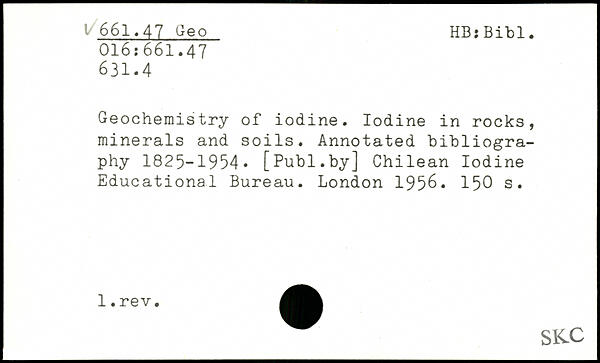 √661.47 Geo HB:Bibl.
016:661.47
631.4
Geochemistry of iodine. Iodine in rocks,
minerals and soils. Annotated bibliogra-
phy 1825-1954. [Publ.by] Chilean Iodine
Educational Bureau. London 1956. 150 s.
1.rev.
SKC